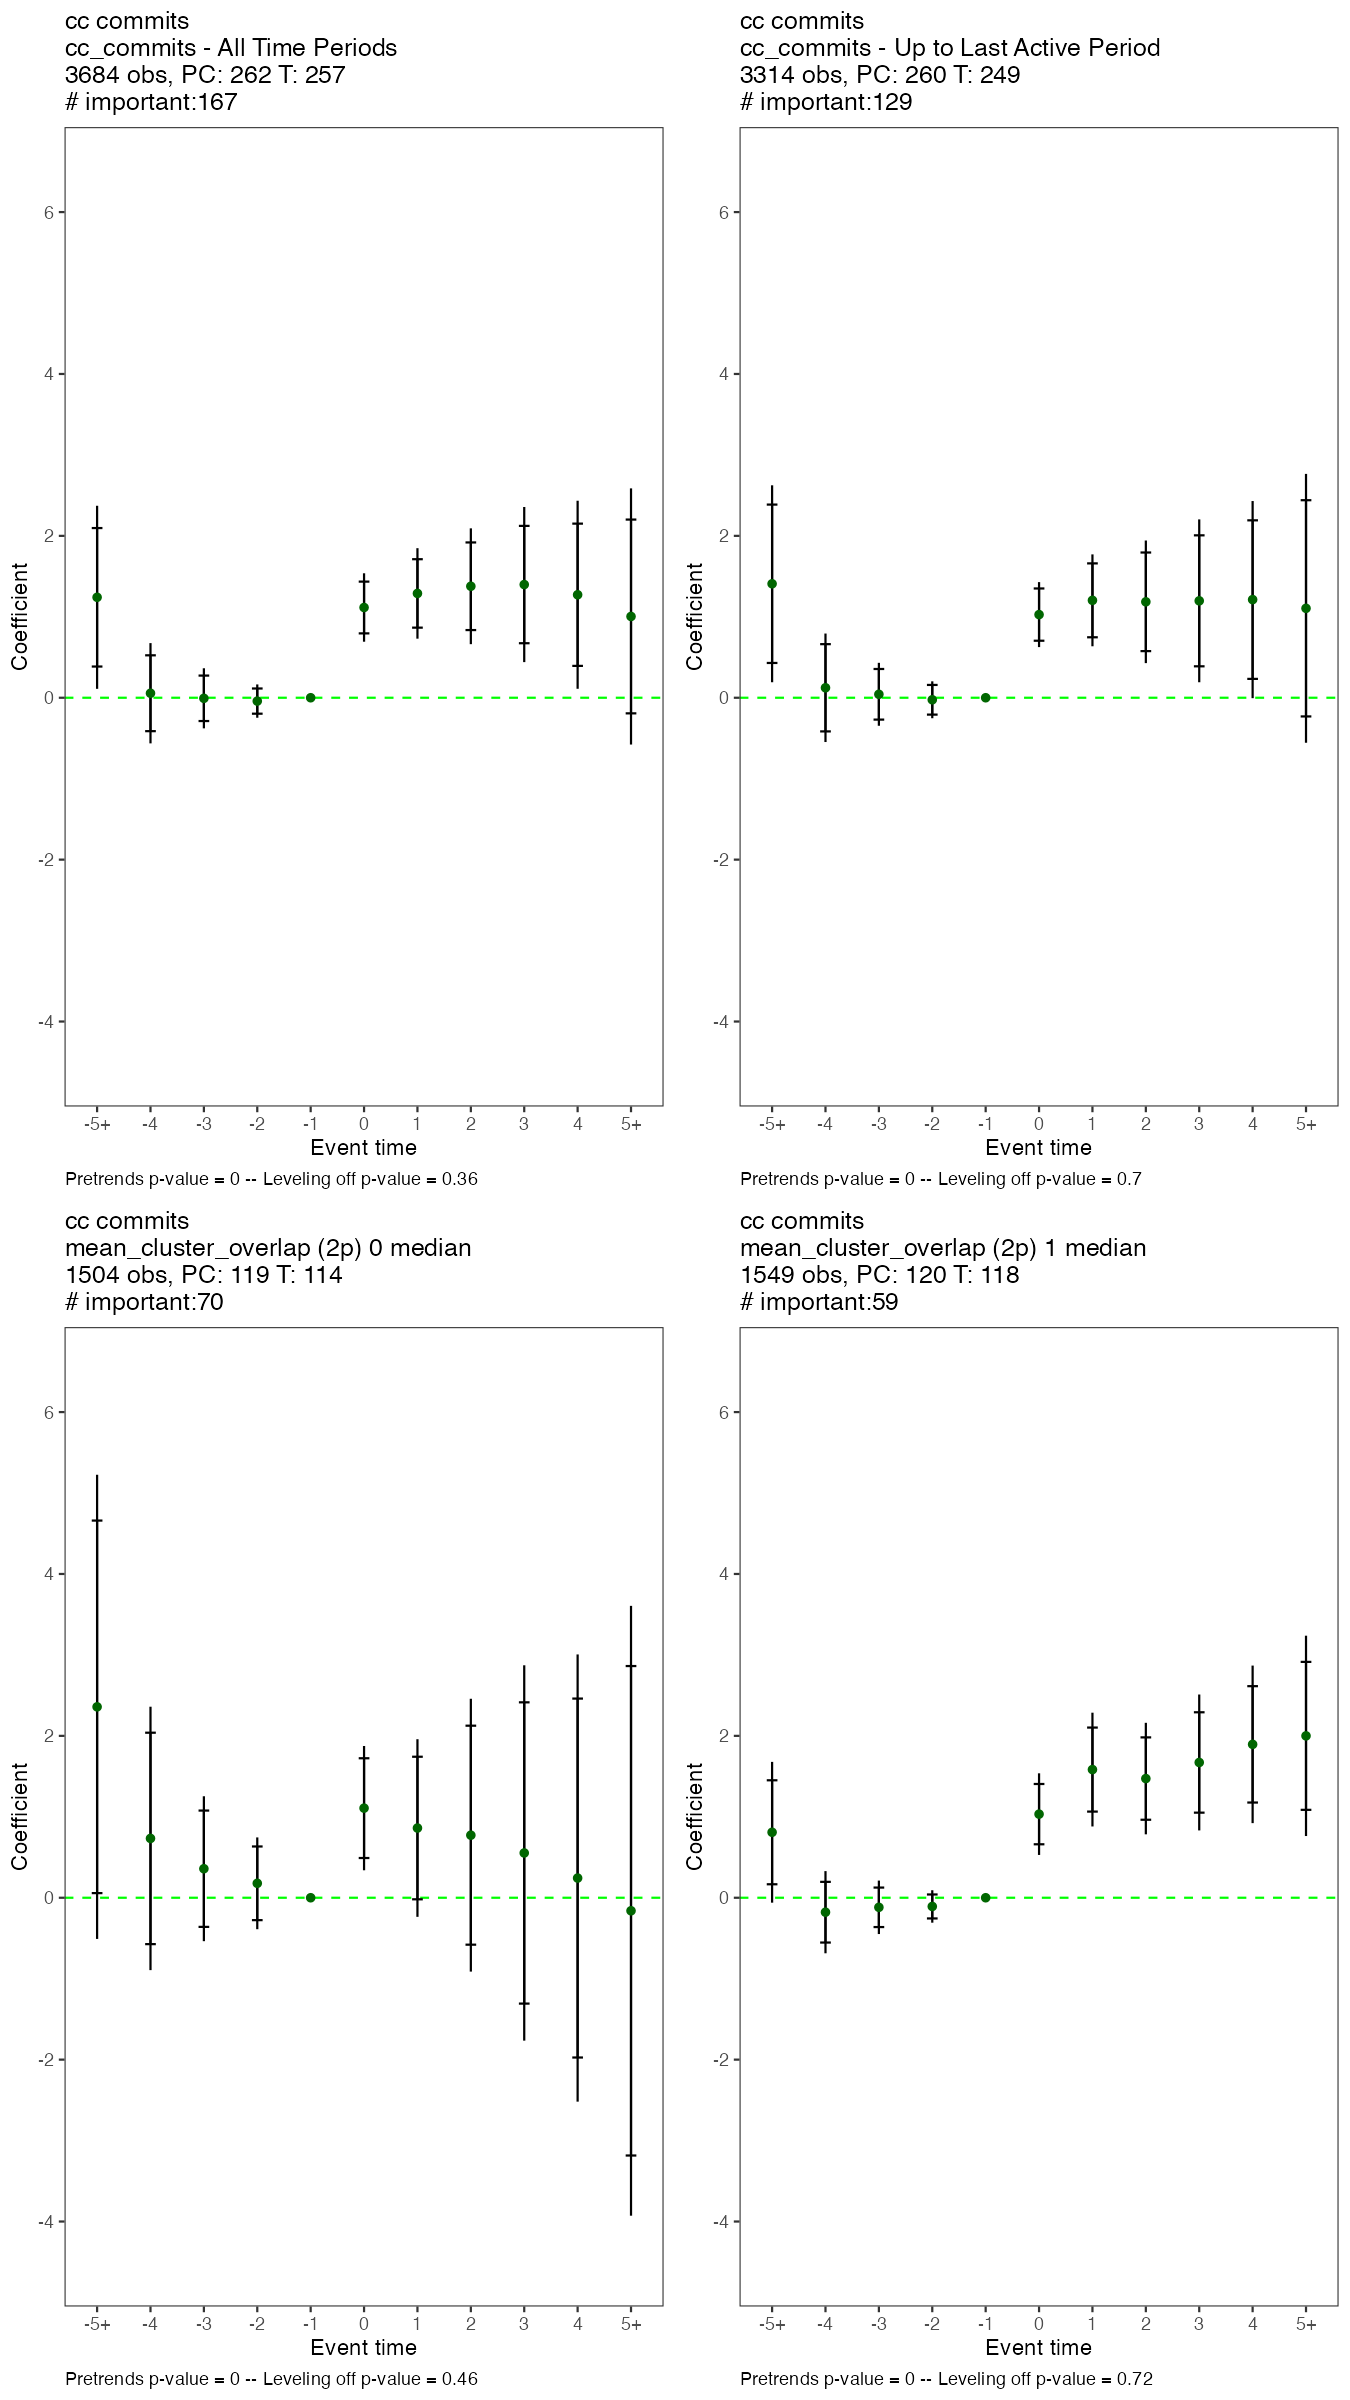 cc commits
cc_commits - All Time Periods
3684 obs, PC: 262 T: 257
# important:167
6
4
2
0
-2
-4
Coefficient
-5+ -4 -3 -2 -1 0 1 2 3 4 5+
Event time
Pretrends p-value = 0 -- Leveling off p-value = 0.36
cc commits
cc_commits - Up to Last Active Period
3314 obs, PC: 260 T: 249
# important:129
6
4
2
0
-2
-4
Coefficient
-5+ -4 -3 -2 -1 0 1 2 3 4 5+
Event time
Pretrends p-value = 0 -- Leveling off p-value = 0.7
cc commits
mean_cluster_overlap (2p) 0 median
1504 obs, PC: 119 T: 114
# important:70
6
4
2
0
-2
-4
Coefficient
-5+ -4 -3 -2 -1 0 1 2 3 4 5+
Event time
Pretrends p-value = 0 -- Leveling off p-value = 0.46
cc commits
mean_cluster_overlap (2p) 1 median
1549 obs, PC: 120 T: 118
# important:59
6
4
2
0
-2
-4
Coefficient
-5+ -4 -3 -2 -1 0 1 2 3 4 5+
Event time
Pretrends p-value = 0 -- Leveling off p-value = 0.72